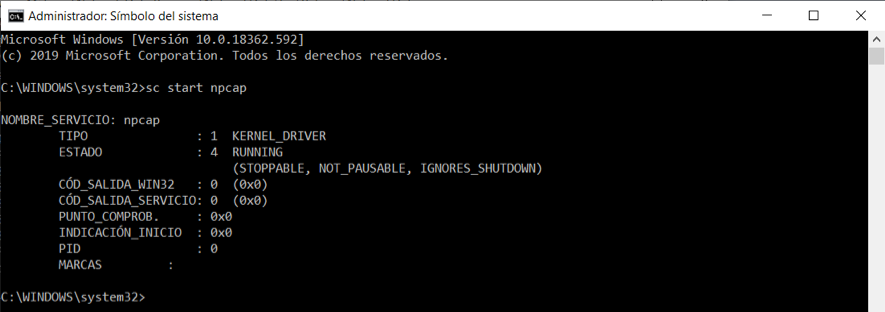 Administrador: Símbolo del sistema
Microsoft Windows [Versión 10.0.18362.592]
(c) 2019 Microsoft Corporation. Todos los derechos reservados.
C:\WINDOWS\system32>sc start npcap
NOMBRE_SERVICIO: npcap
        TIPO               : 1  KERNEL_DRIVER
        ESTADO             : 4  RUNNING
                                (STOPPABLE, NOT_PAUSABLE, IGNORES_SHUTDOWN)
        CÓD_SALIDA_WIN32   : 0  (0x0)
        CÓD_SALIDA_SERVICIO: 0  (0x0)
        PUNTO_COMPROB.     : 0x0
        INDICACIÓN_INICIO  : 0x0
        PID                : 0
        MARCAS         :
C:\WINDOWS\system32>